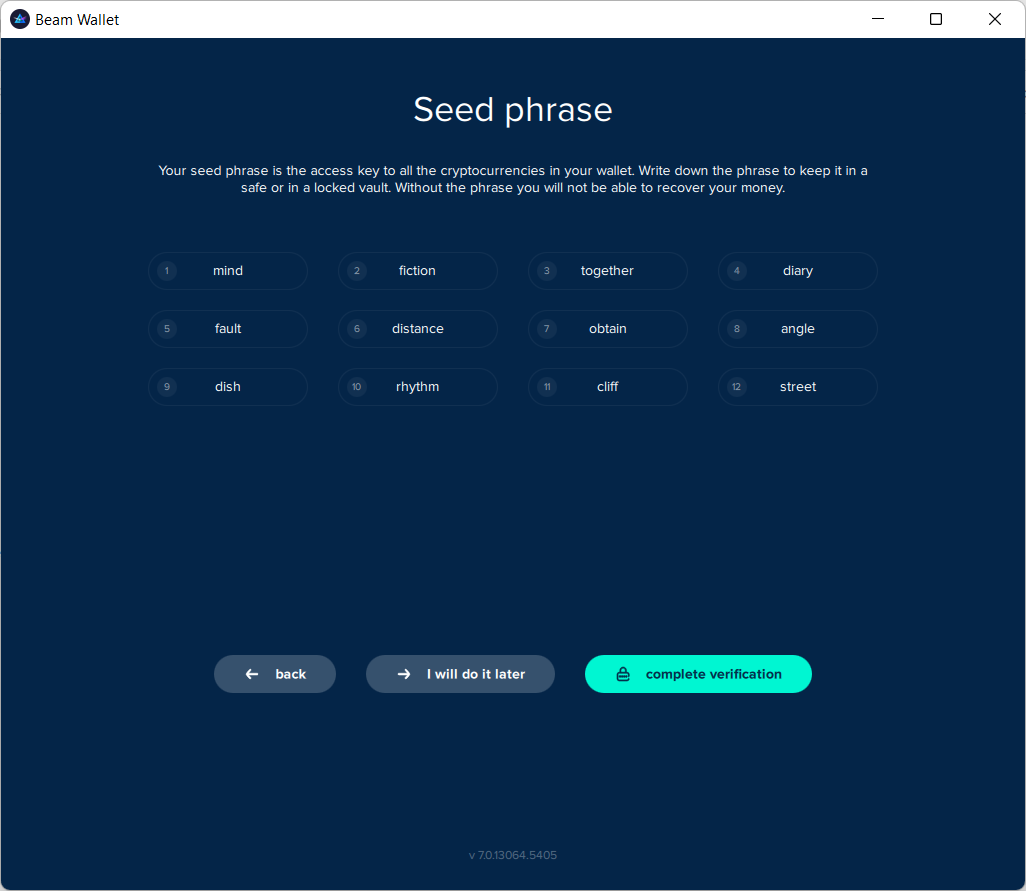 Beam Wallet
Seed phrase
Your seed phrase is the access key to all the cryptocurrencies in your wallet. Write down the phrase to keep it in a
safe or in a locked vault. Without the phrase you will not be able to recover your money.
1 mind 2 fiction 3 together 4 diary
5 fault 6 distance 7 obtain 8 angle
9 dish 10 rhythm 11 cliff 12 street
back I will do it later complete verification
v 7.0.13064.5405